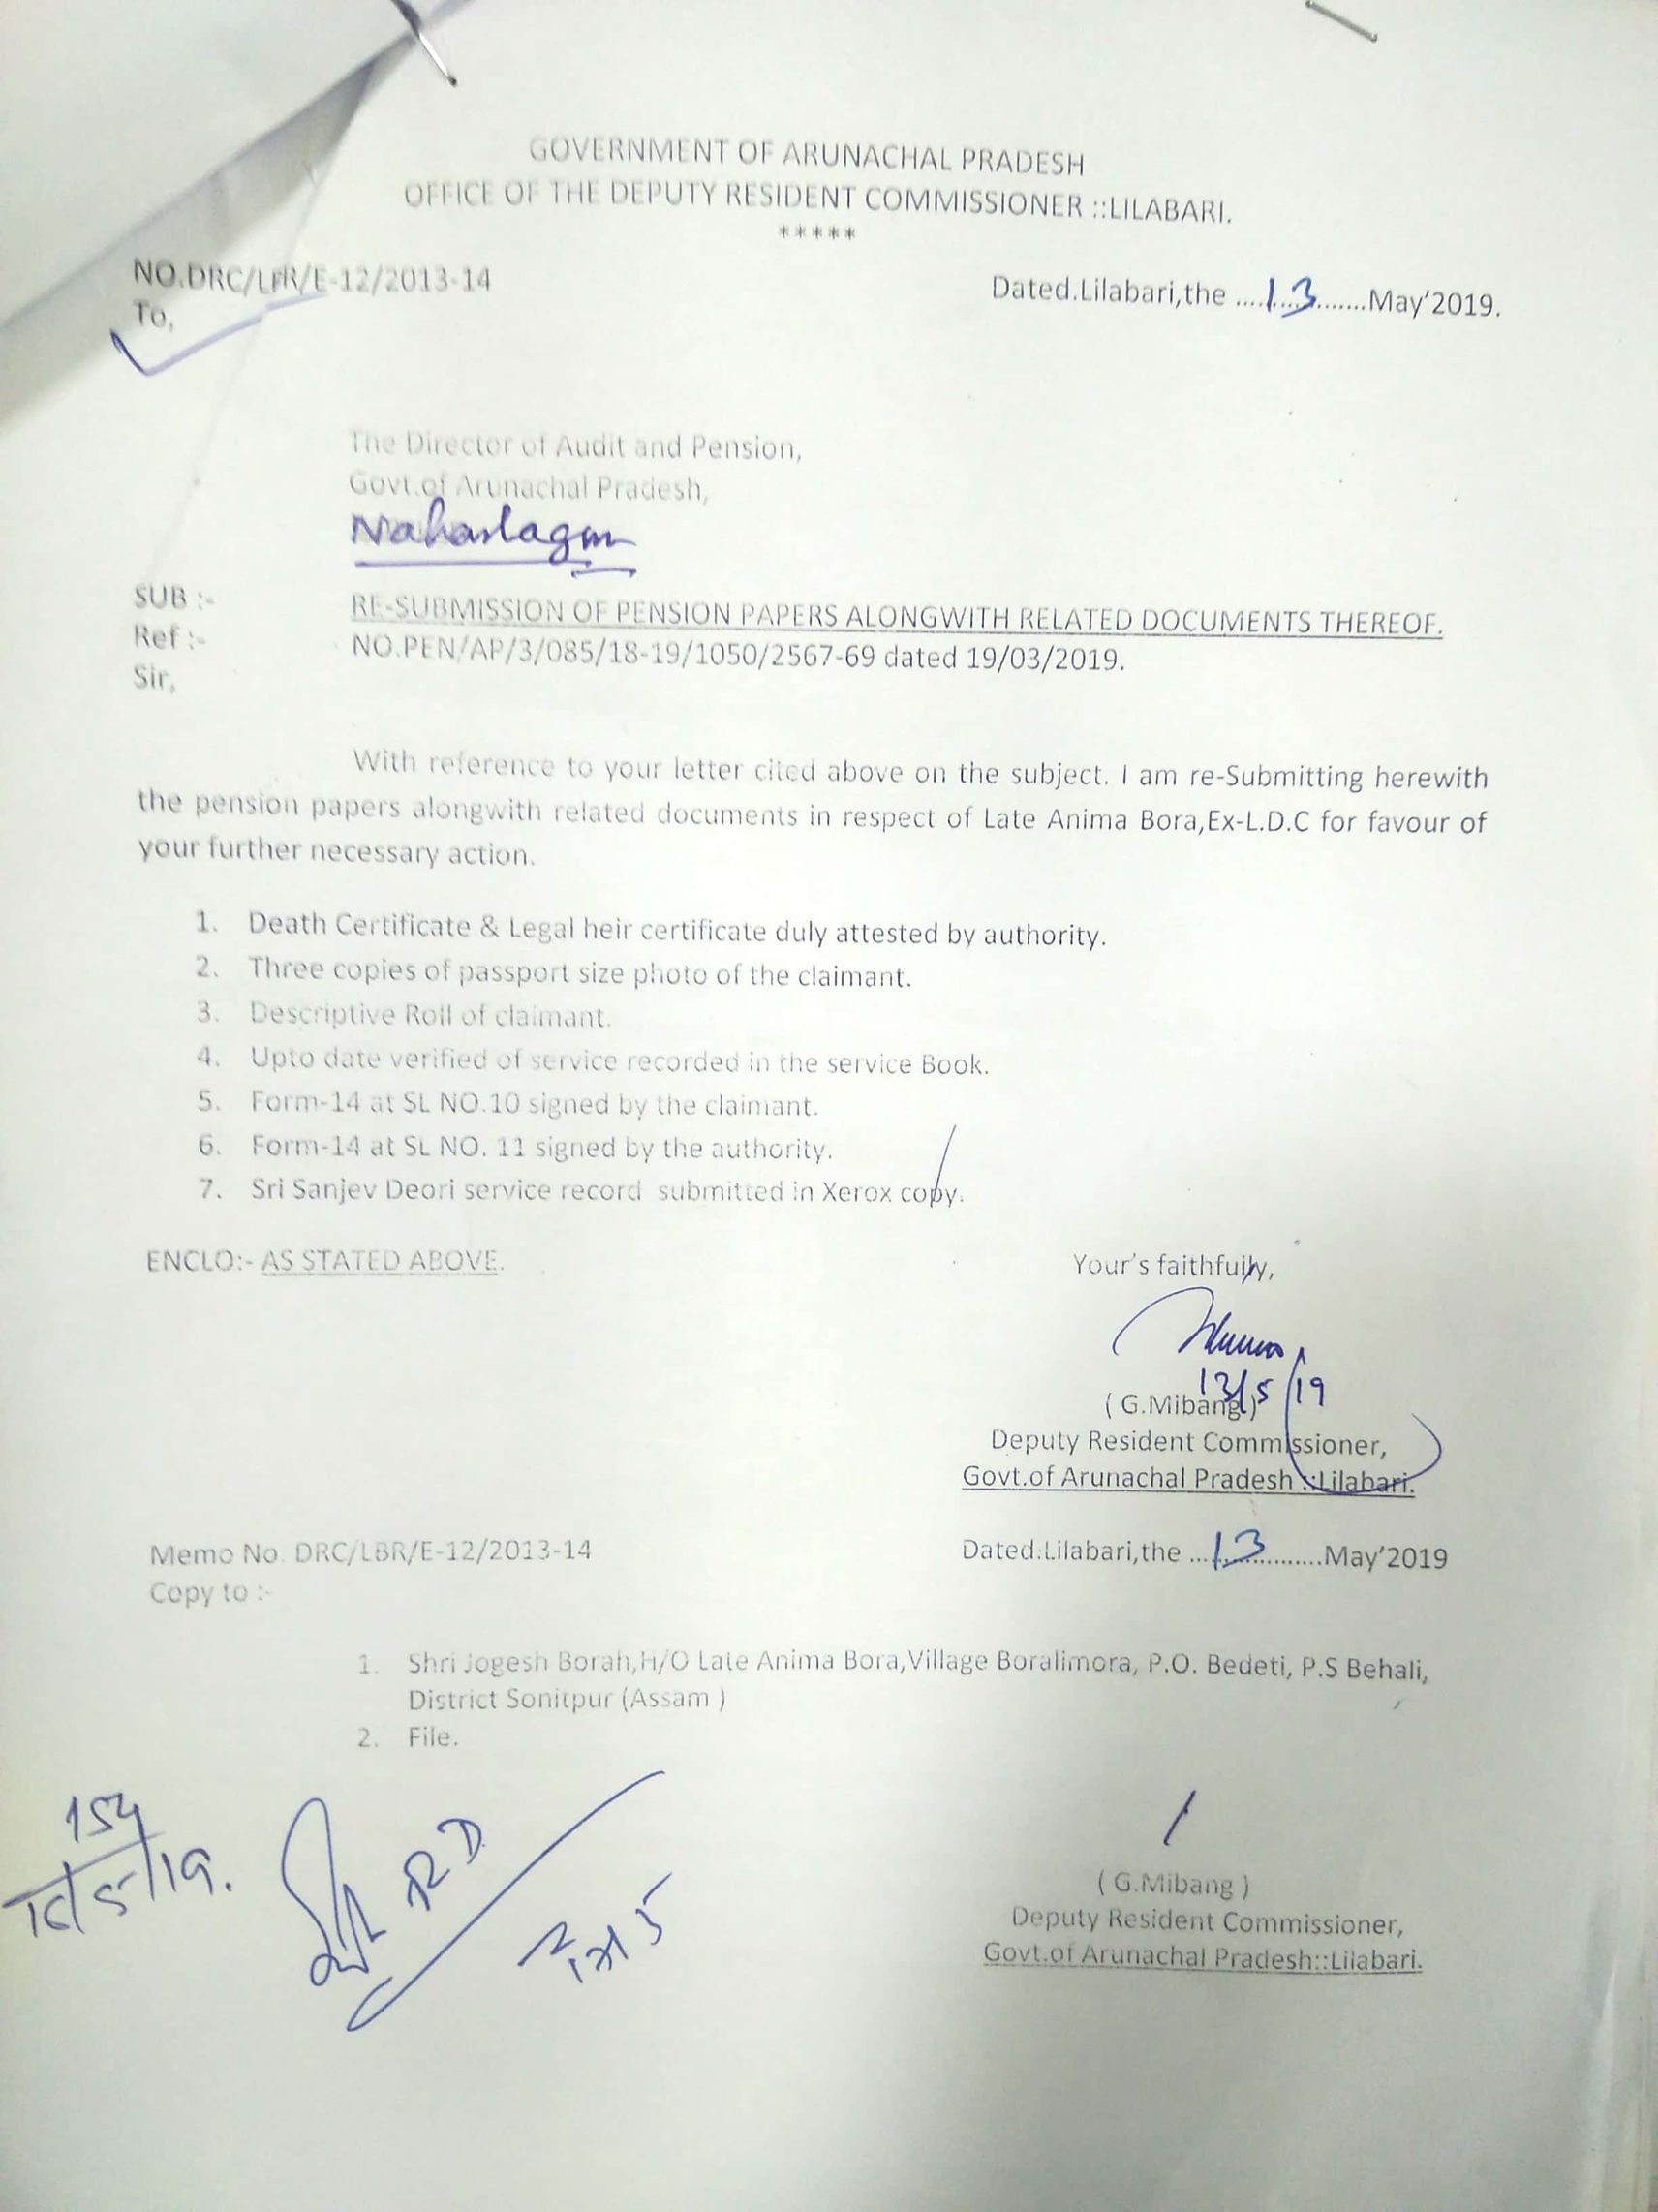 GOVERNMENT OF ARUNACHAL PRADESH
OFFICE OF THE DEPUTY RESIDENT COMMISSIONER ::LILABARI.
*****
NO.DRC/LBR/E-12/2013-14
Dated.Lilabari,the ....13........May'2019.
To,
The Director of Audit and Pension,
Govt.of Arunachal Pradesh,
Naharlagun
SUB :- RE-SUBMISSION OF PENSION PAPERS ALONGWITH RELATED DOCUMENTS THEREOF.
Ref :- NO.PEN/AP/3/085/18-19/1050/2567-69 dated 19/03/2019.
Sir,
With reference to your letter cited above on the subject. I am re-Submitting herewith
the pension papers alongwith related documents in respect of Late Anima Bora,Ex-L.D.C for favour of
your further necessary action.
1. Death Certificate & Legal heir certificate duly attested by authority.
2. Three copies of passport size photo of the claimant.
3. Descriptive Roll of claimant.
4. Upto date verified of service recorded in the service Book.
5. Form-14 at SL NO.10 signed by the claimant.
6. Form-14 at SL NO. 11 signed by the authority.
7. Sri Sanjev Deori service record submitted in Xerox copy.
ENCLO:- AS STATED ABOVE.
Your's faithfully,
13/5/19
( G.Mibang )
Deputy Resident Commissioner,
Govt.of Arunachal Pradesh ::Lilabari.
Memo No. DRC/LBR/E-12/2013-14
Dated:Lilabari,the ...13............May'2019
Copy to :-
1. Shri Jogesh Borah,H/O Late Anima Bora,Village Boralimora, P.O. Bedeti, P.S Behali,
District Sonitpur (Assam )
2. File.
154
16/5/19.
RD
( G.Mibang )
Deputy Resident Commissioner,
Govt.of Arunachal Pradesh::Lilabari.